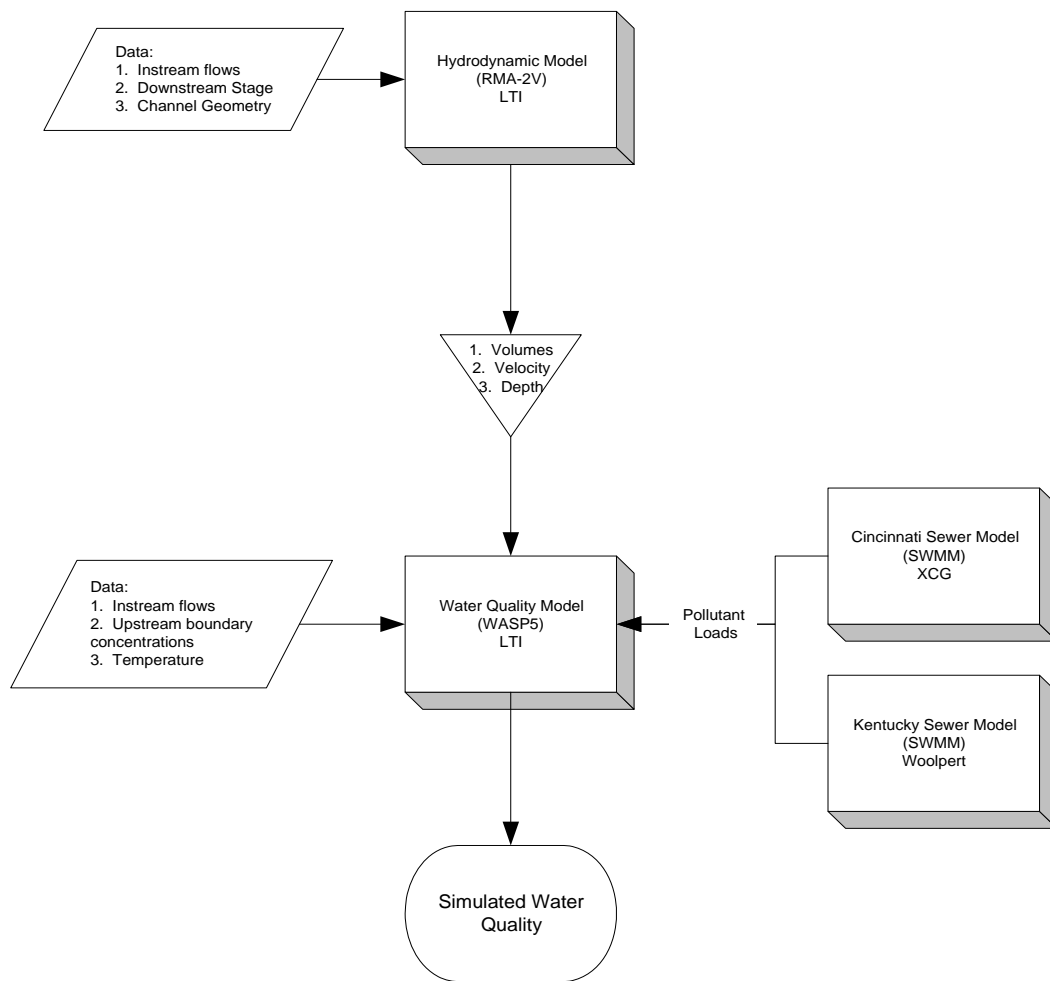 Data:
1. Instream flows
2. Downstream Stage
3. Channel Geometry
Hydrodynamic Model
(RMA-2V)
LTI
1. Volumes
2. Velocity
3. Depth
Data:
1. Instream flows
2. Upstream boundary
concentrations
3. Temperature
Water Quality Model
(WASP5)
LTI
Pollutant
Loads
Cincinnati Sewer Model
(SWMM)
XCG
Kentucky Sewer Model
(SWMM)
Woolpert
Simulated Water
Quality